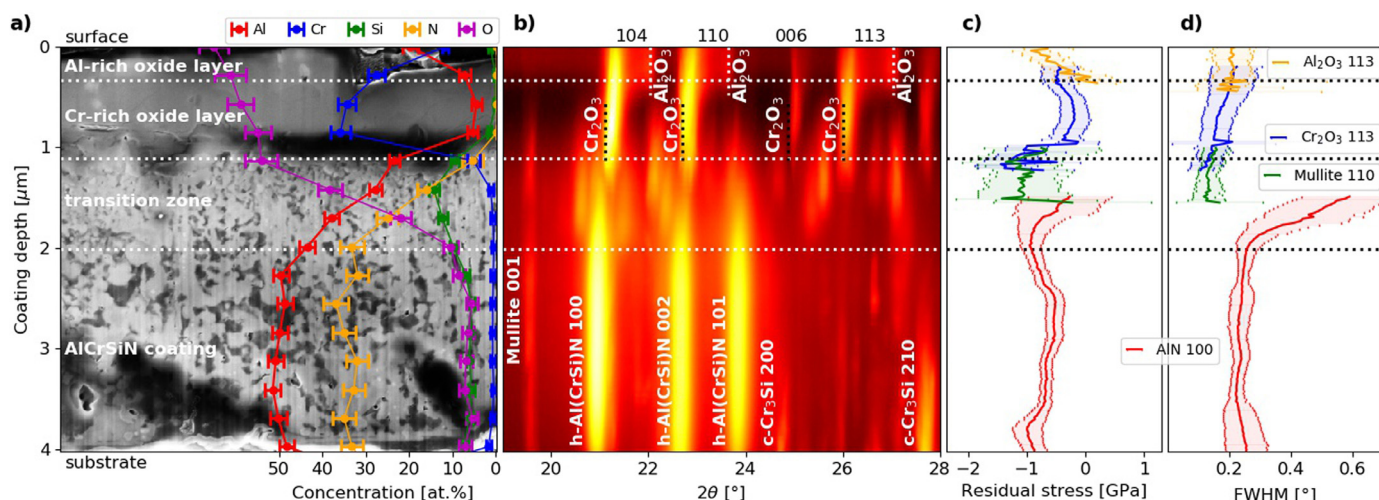 a)
surface
Al Cr Si N O
b)
104 110 006 113
c)
d)
0
Al-rich oxide layer
Cr-rich oxide layer
1
transition zone
2
AlCrSiN coating
3
4
Coating depth [μm]
substrate
50 40 30 20 10 0
Concentration [at.%]
Cr₂O₃
Al₂O₃
Cr₂O₃
Al₂O₃
Cr₂O₃
Cr₂O₃
Al₂O₃
Mullite 001
h-Al(CrSi)N 100
h-Al(CrSi)N 002
h-Al(CrSi)N 101
c-Cr₃Si 200
c-Cr₃Si 210
20 22 24 26 28
2θ [°]
−2 −1 0 1
Residual stress [GPa]
Al₂O₃ 113
Cr₂O₃ 113
Mullite 110
AlN 100
0.2 0.4 0.6
FWHM [°]